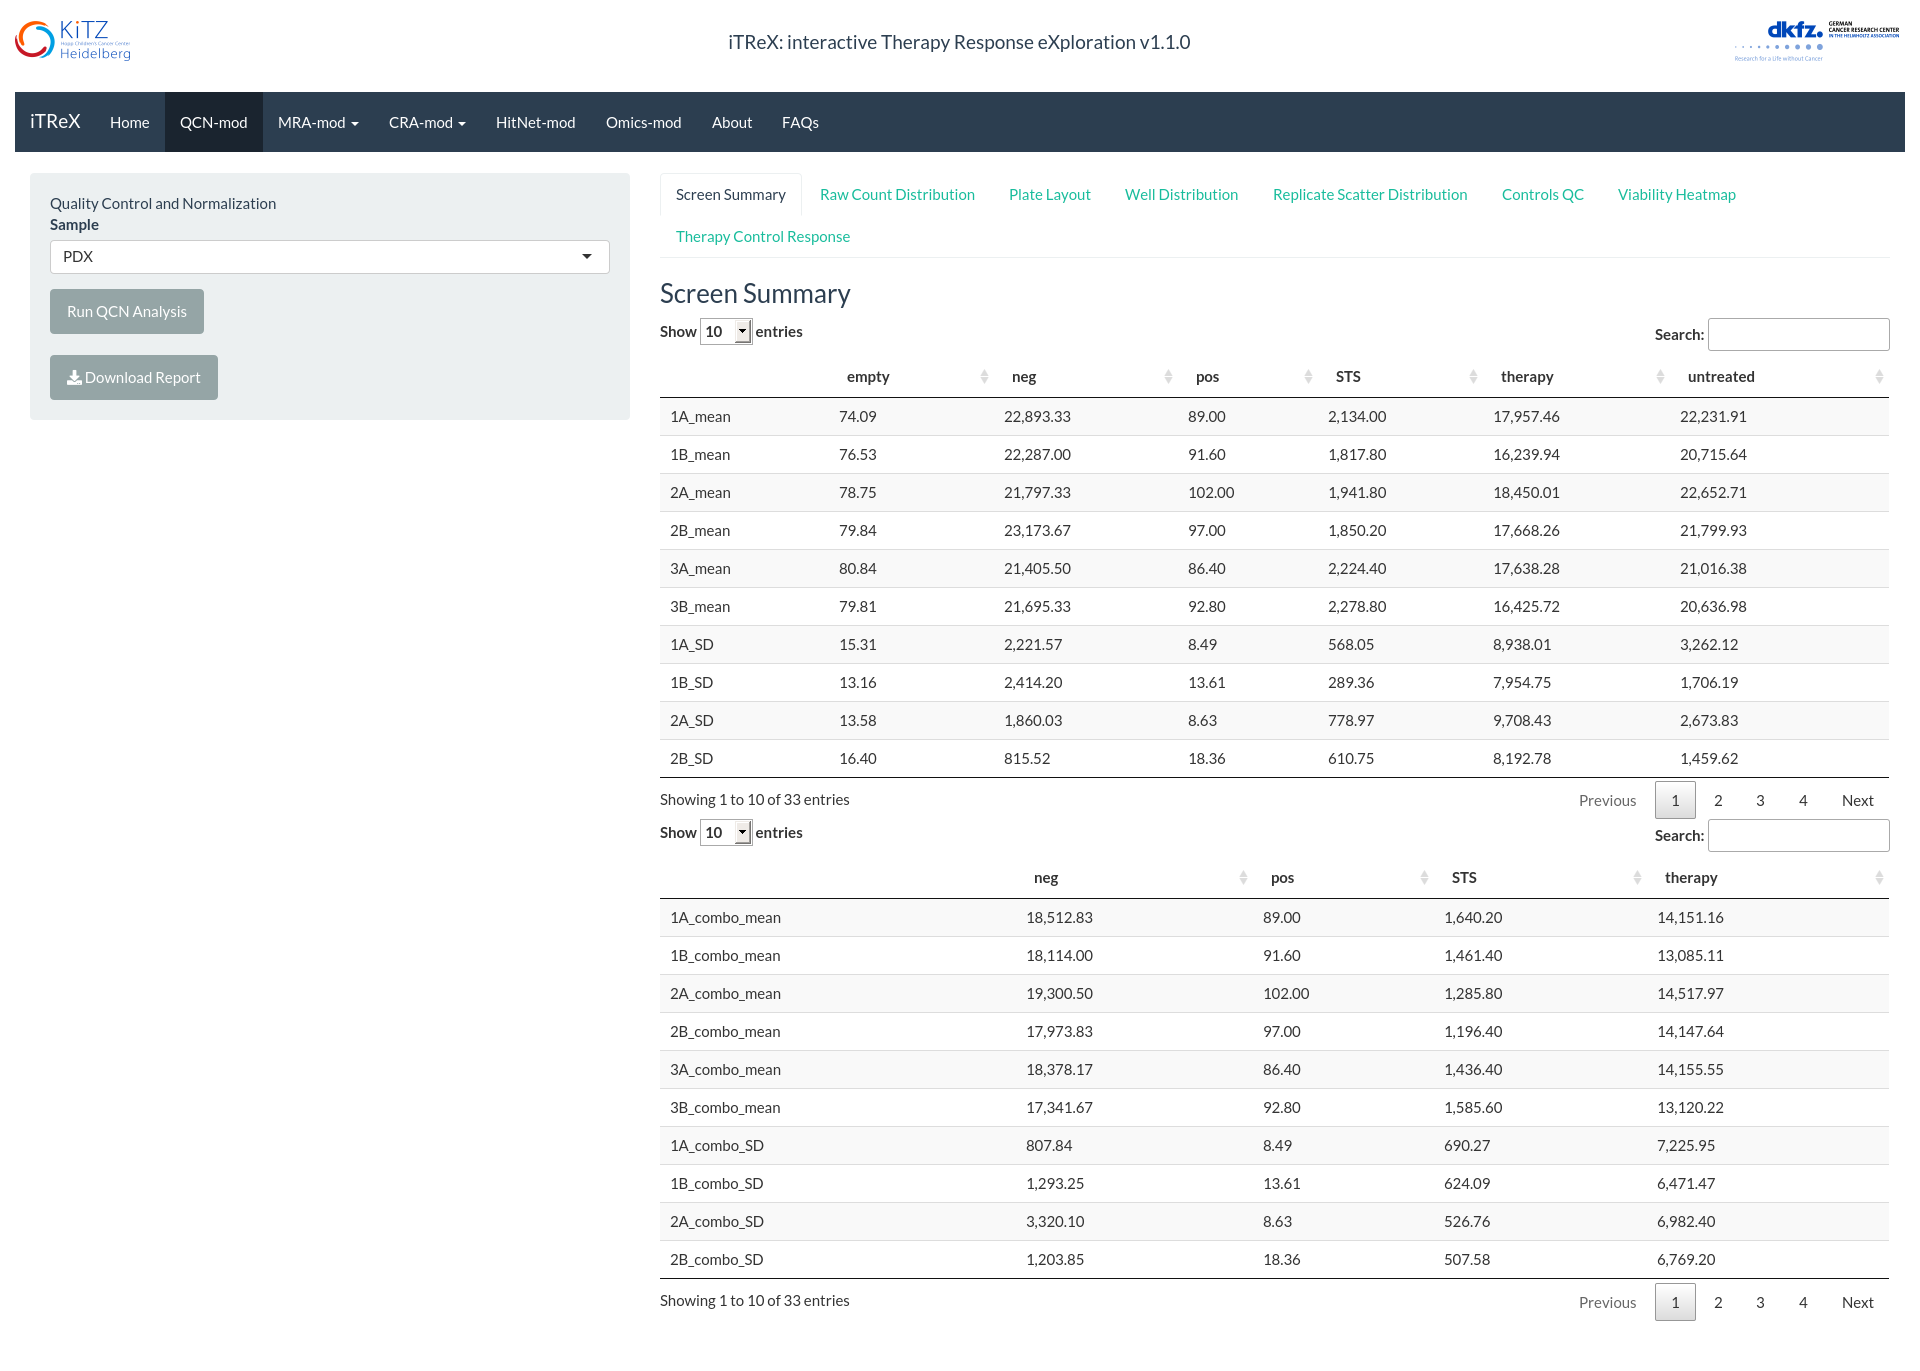 KiTZ
Hopp Children's Cancer Center
Heidelberg
iTReX: interactive Therapy Response eXploration v1.1.0
dkfz.
GERMAN
CANCER RESEARCH CENTER
IN THE HELMHOLTZ ASSOCIATION
Research for a Life without Cancer
iTReX Home QCN-mod MRA-mod CRA-mod HitNet-mod Omics-mod About FAQs
Quality Control and Normalization
Sample
PDX
Run QCN Analysis
Download Report
Screen Summary Raw Count Distribution Plate Layout Well Distribution Replicate Scatter Distribution Controls QC Viability Heatmap
Therapy Control Response
Screen Summary
Show 10 entries Search:
empty neg pos STS therapy untreated
1A_mean 74.09 22,893.33 89.00 2,134.00 17,957.46 22,231.91
1B_mean 76.53 22,287.00 91.60 1,817.80 16,239.94 20,715.64
2A_mean 78.75 21,797.33 102.00 1,941.80 18,450.01 22,652.71
2B_mean 79.84 23,173.67 97.00 1,850.20 17,668.26 21,799.93
3A_mean 80.84 21,405.50 86.40 2,224.40 17,638.28 21,016.38
3B_mean 79.81 21,695.33 92.80 2,278.80 16,425.72 20,636.98
1A_SD 15.31 2,221.57 8.49 568.05 8,938.01 3,262.12
1B_SD 13.16 2,414.20 13.61 289.36 7,954.75 1,706.19
2A_SD 13.58 1,860.03 8.63 778.97 9,708.43 2,673.83
2B_SD 16.40 815.52 18.36 610.75 8,192.78 1,459.62
Showing 1 to 10 of 33 entries Previous 1 2 3 4 Next
Show 10 entries Search:
neg pos STS therapy
1A_combo_mean 18,512.83 89.00 1,640.20 14,151.16
1B_combo_mean 18,114.00 91.60 1,461.40 13,085.11
2A_combo_mean 19,300.50 102.00 1,285.80 14,517.97
2B_combo_mean 17,973.83 97.00 1,196.40 14,147.64
3A_combo_mean 18,378.17 86.40 1,436.40 14,155.55
3B_combo_mean 17,341.67 92.80 1,585.60 13,120.22
1A_combo_SD 807.84 8.49 690.27 7,225.95
1B_combo_SD 1,293.25 13.61 624.09 6,471.47
2A_combo_SD 3,320.10 8.63 526.76 6,982.40
2B_combo_SD 1,203.85 18.36 507.58 6,769.20
Showing 1 to 10 of 33 entries Previous 1 2 3 4 Next